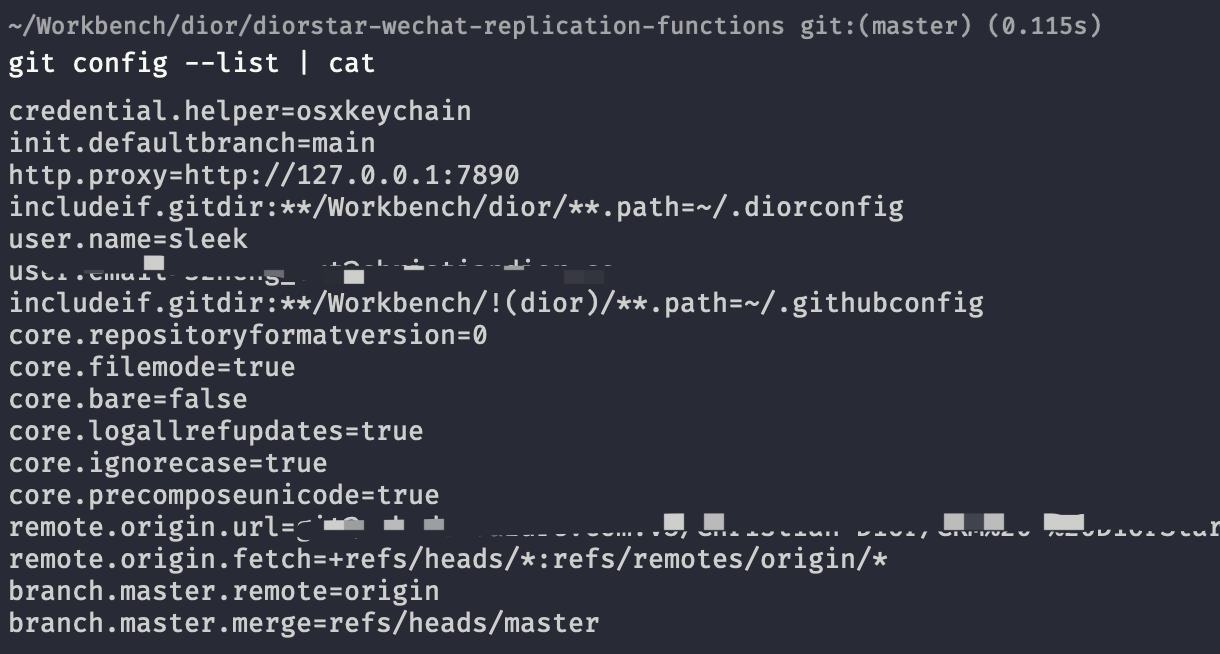 ~/Workbench/dior/diorstar-wechat-replication-functions git:(master) (0.115s)
git config --list | cat
credential.helper=osxkeychain
init.defaultbranch=main
http.proxy=http://127.0.0.1:7890
includeif.gitdir:**/Workbench/dior/**.path=~/.diorconfig
user.name=sleek
user.email
includeif.gitdir:**/Workbench/!(dior)/**.path=~/.githubconfig
core.repositoryformatversion=0
core.filemode=true
core.bare=false
core.logallrefupdates=true
core.ignorecase=true
core.precomposeunicode=true
remote.origin.url=
remote.origin.fetch=+refs/heads/*:refs/remotes/origin/*
branch.master.remote=origin
branch.master.merge=refs/heads/master